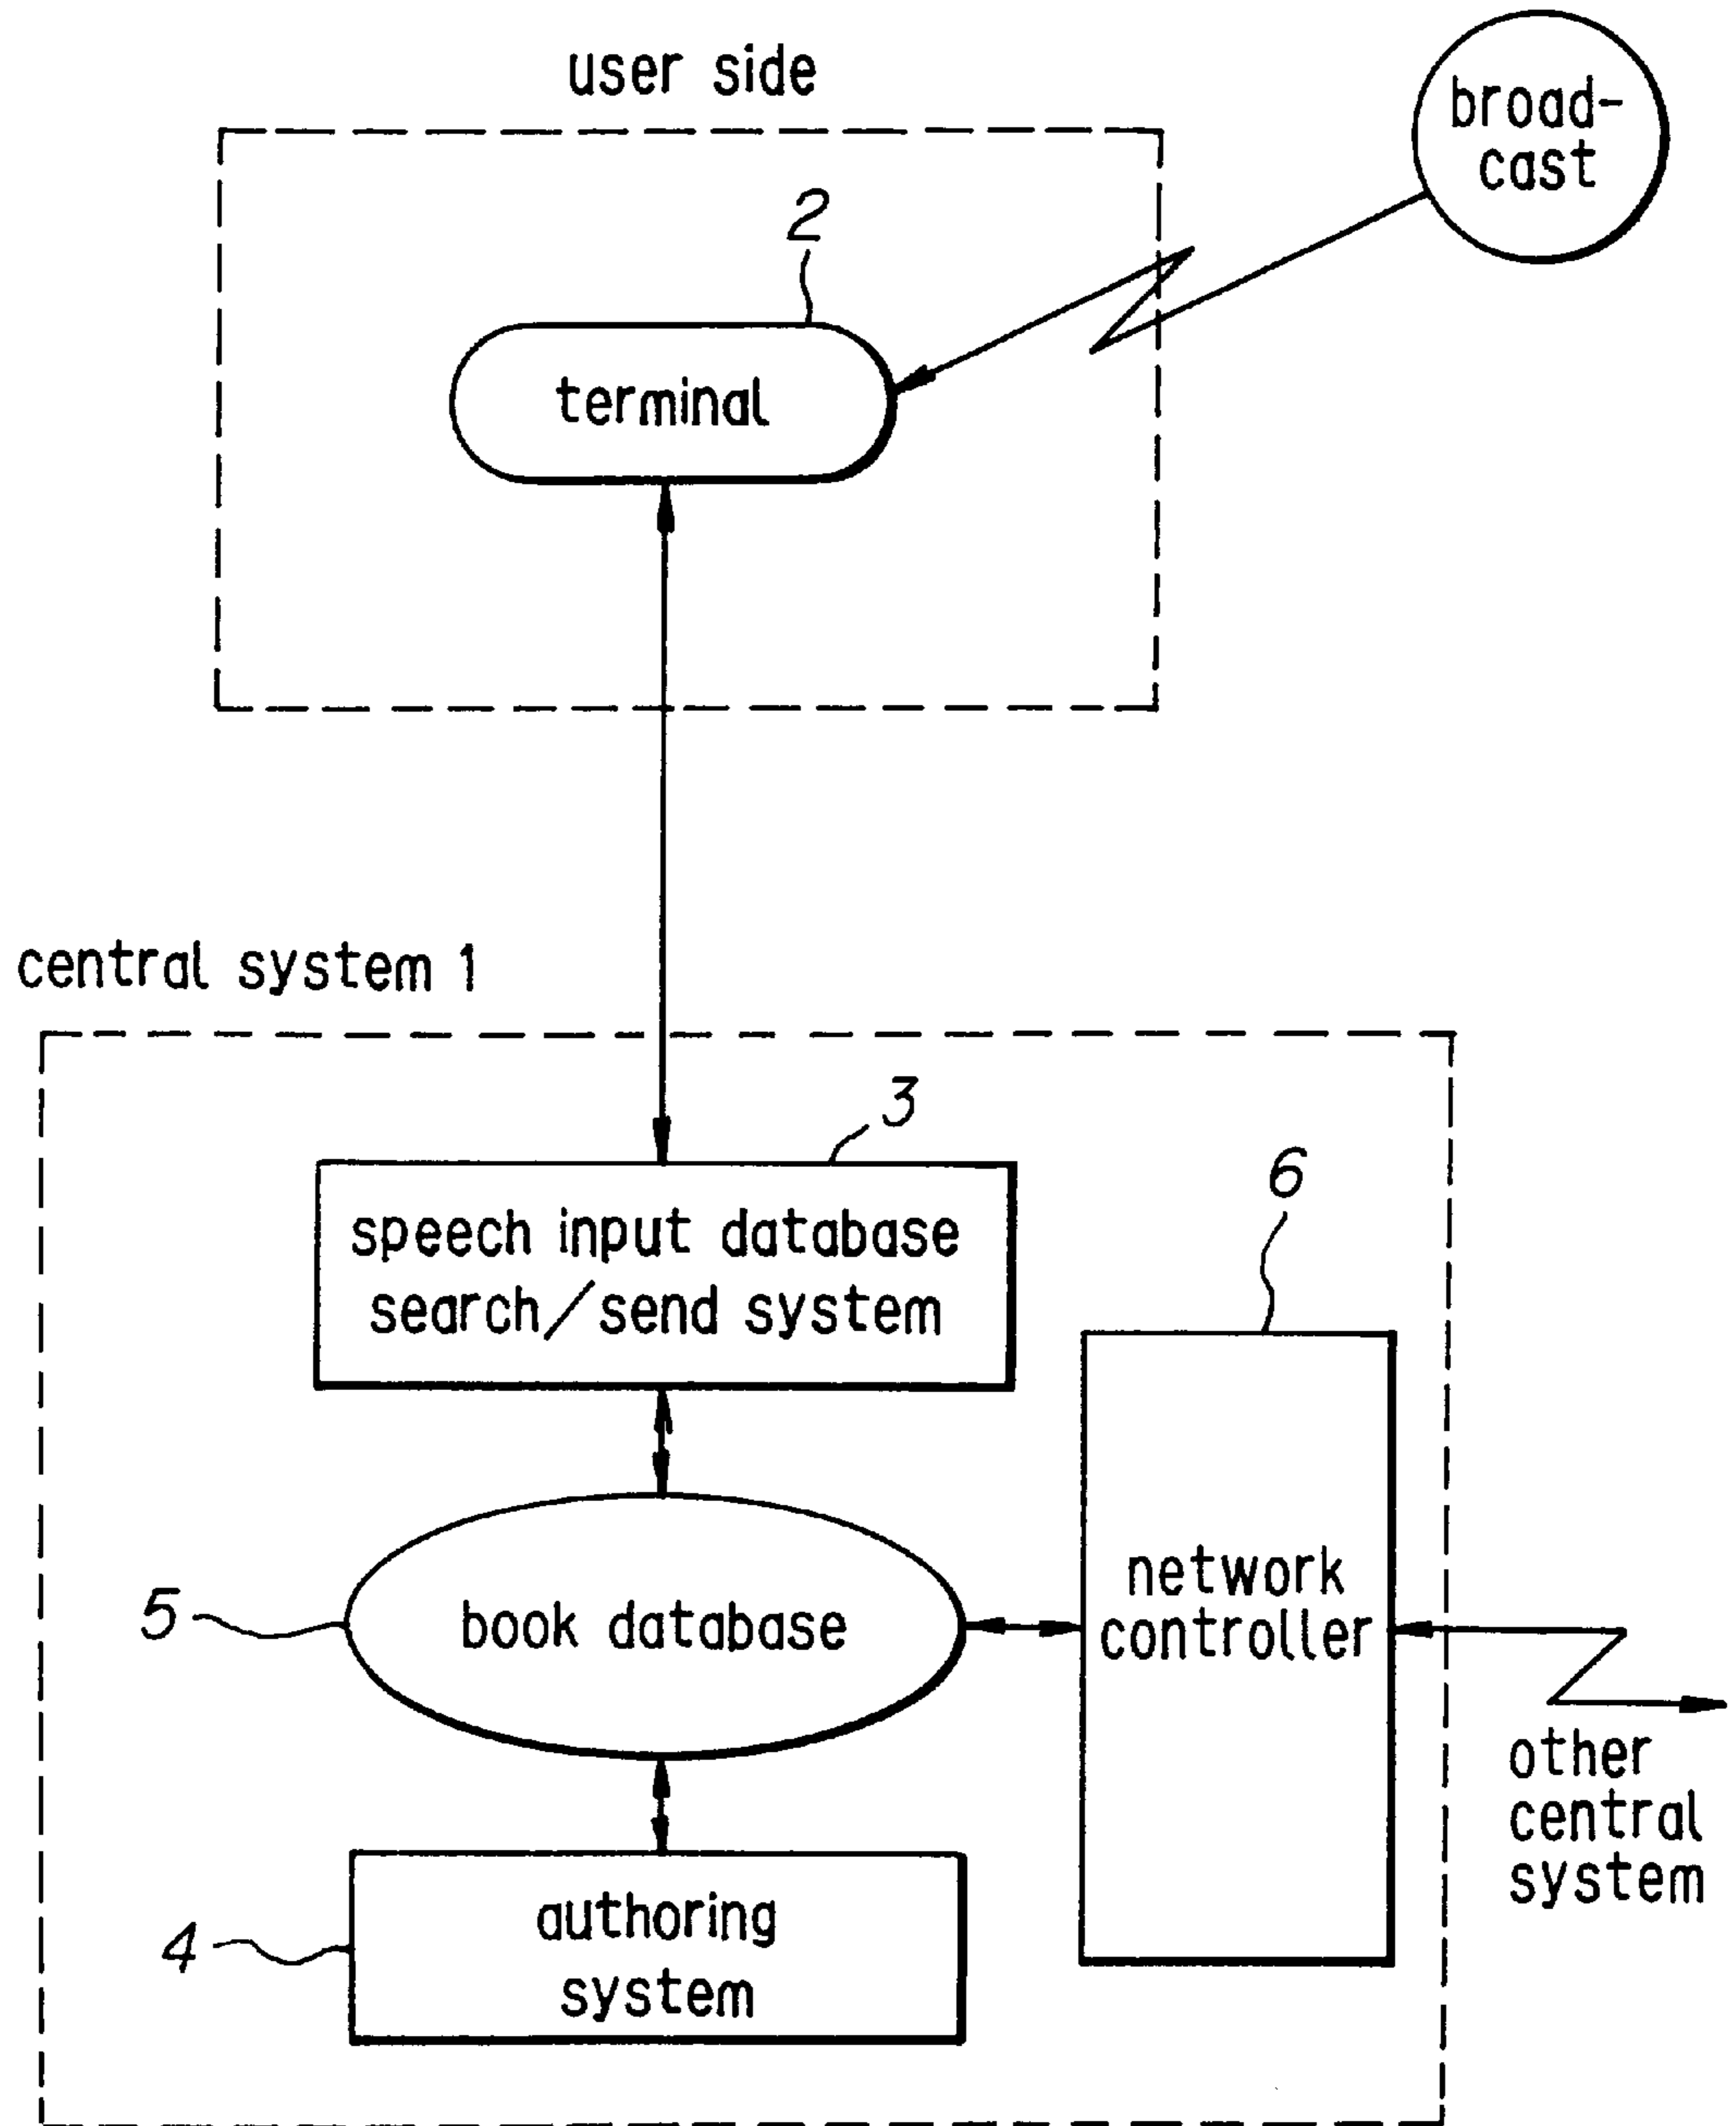 user side
broad-
cast
2
terminal
central system 1
3
speech input database
search/send system
6
network
controller
5
book database
other
central
system
4
authoring
system